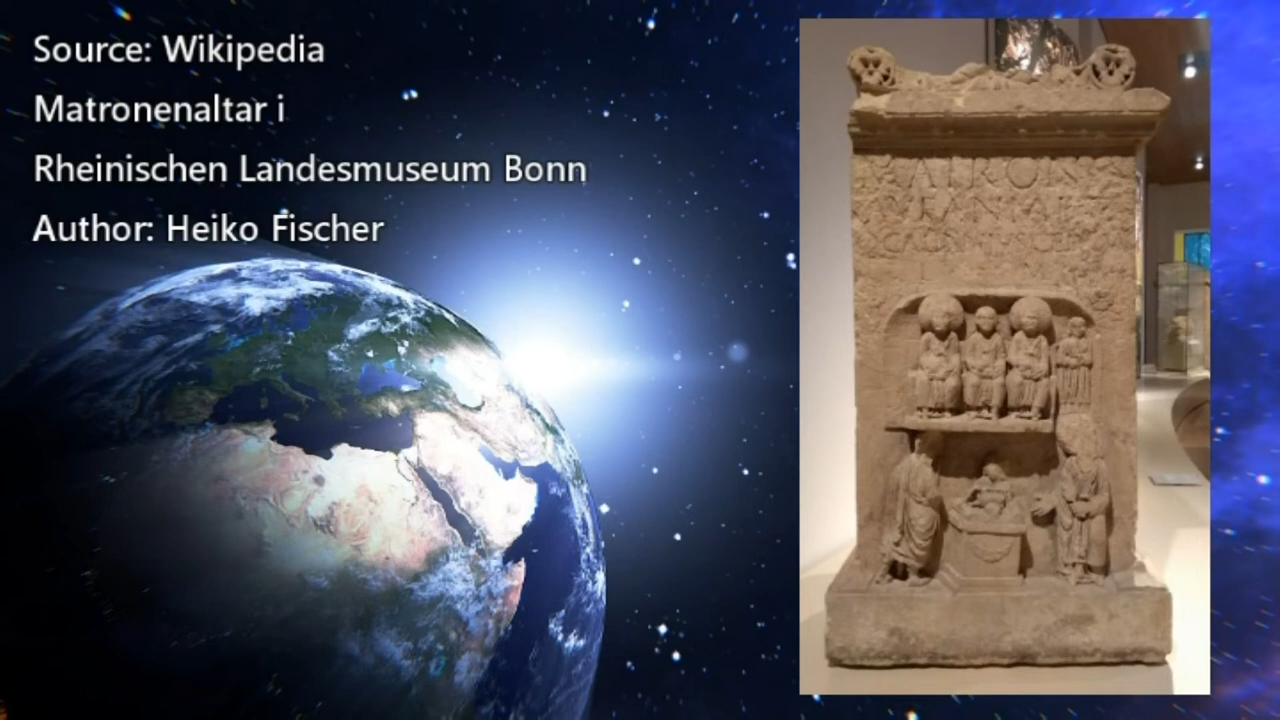 Source: Wikipedia
Matronenaltar i
Rheinischen Landesmuseum Bonn
Author: Heiko Fischer